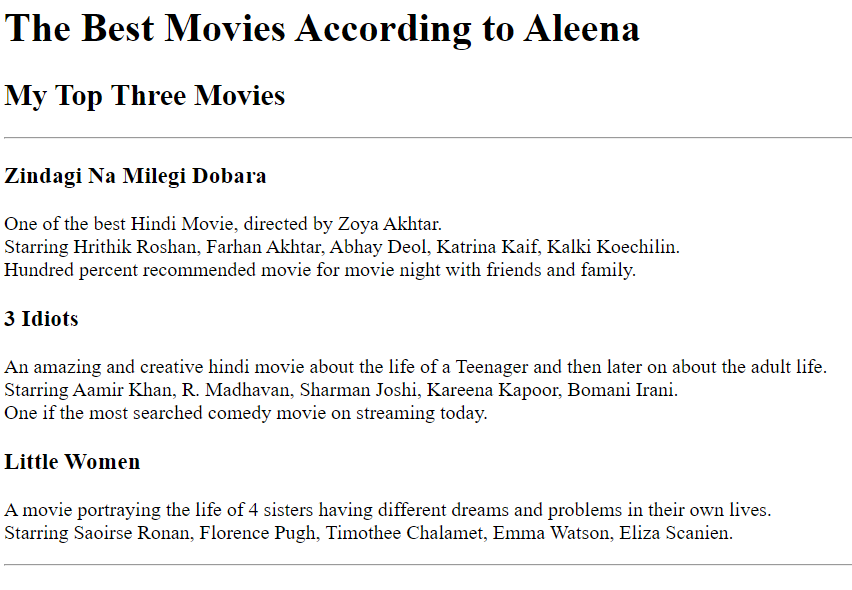 The Best Movies According to Aleena
My Top Three Movies
Zindagi Na Milegi Dobara
One of the best Hindi Movie, directed by Zoya Akhtar.
Starring Hrithik Roshan, Farhan Akhtar, Abhay Deol, Katrina Kaif, Kalki Koechilin.
Hundred percent recommended movie for movie night with friends and family.
3 Idiots
An amazing and creative hindi movie about the life of a Teenager and then later on about the adult life.
Starring Aamir Khan, R. Madhavan, Sharman Joshi, Kareena Kapoor, Bomani Irani.
One if the most searched comedy movie on streaming today.
Little Women
A movie portraying the life of 4 sisters having different dreams and problems in their own lives.
Starring Saoirse Ronan, Florence Pugh, Timothee Chalamet, Emma Watson, Eliza Scanien.